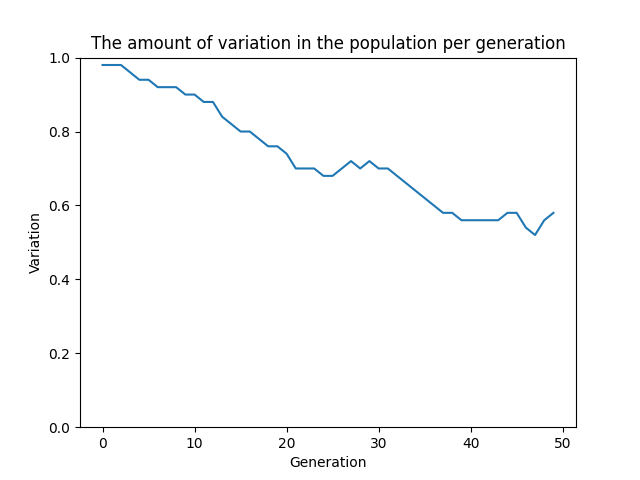 The amount of variation in the population per generation
1.0
0.8
0.6
0.4
0.2
0.0
Variation
0 10 20 30 40 50
Generation